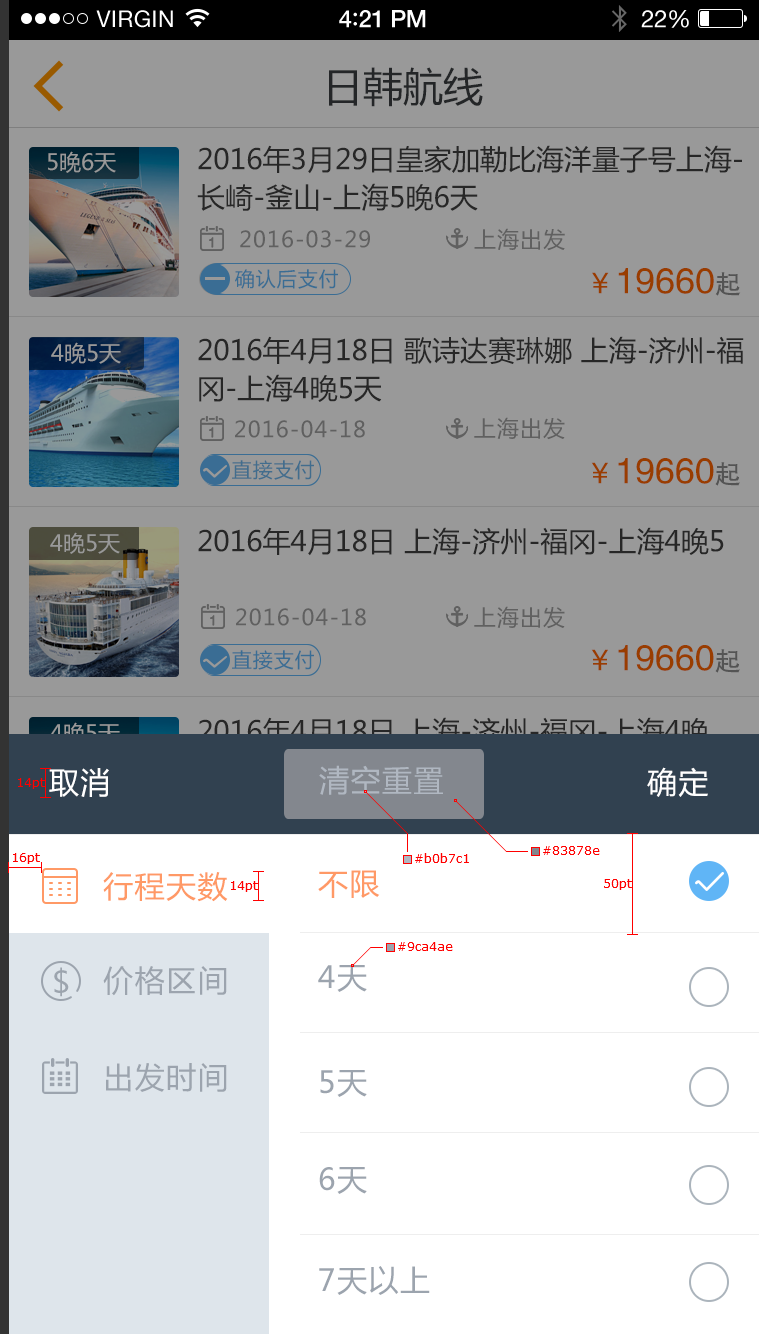 VIRGIN 4:21 PM 22%
日韩航线
5晚6天
2016年3月29日皇家加勒比海洋量子号上海-
长崎-釜山-上海5晚6天
1 2016-03-29 上海出发
确认后支付
¥ 19660起
4晚5天
2016年4月18日 歌诗达赛琳娜 上海-济州-福
冈-上海4晚5天
1 2016-04-18 上海出发
直接支付
¥ 19660起
4晚5天
2016年4月18日 上海-济州-福冈-上海4晚5
1 2016-04-18 上海出发
直接支付
¥ 19660起
4晚5天
2016年4月18日 上海-济州-福冈-上海4晚
14pt 取消 清空重置 确定
#b0b7c1 #83878e
16pt
行程天数 14pt 不限 50pt
#9ca4ae
$ 价格区间 4天
出发时间 5天
6天
7天以上